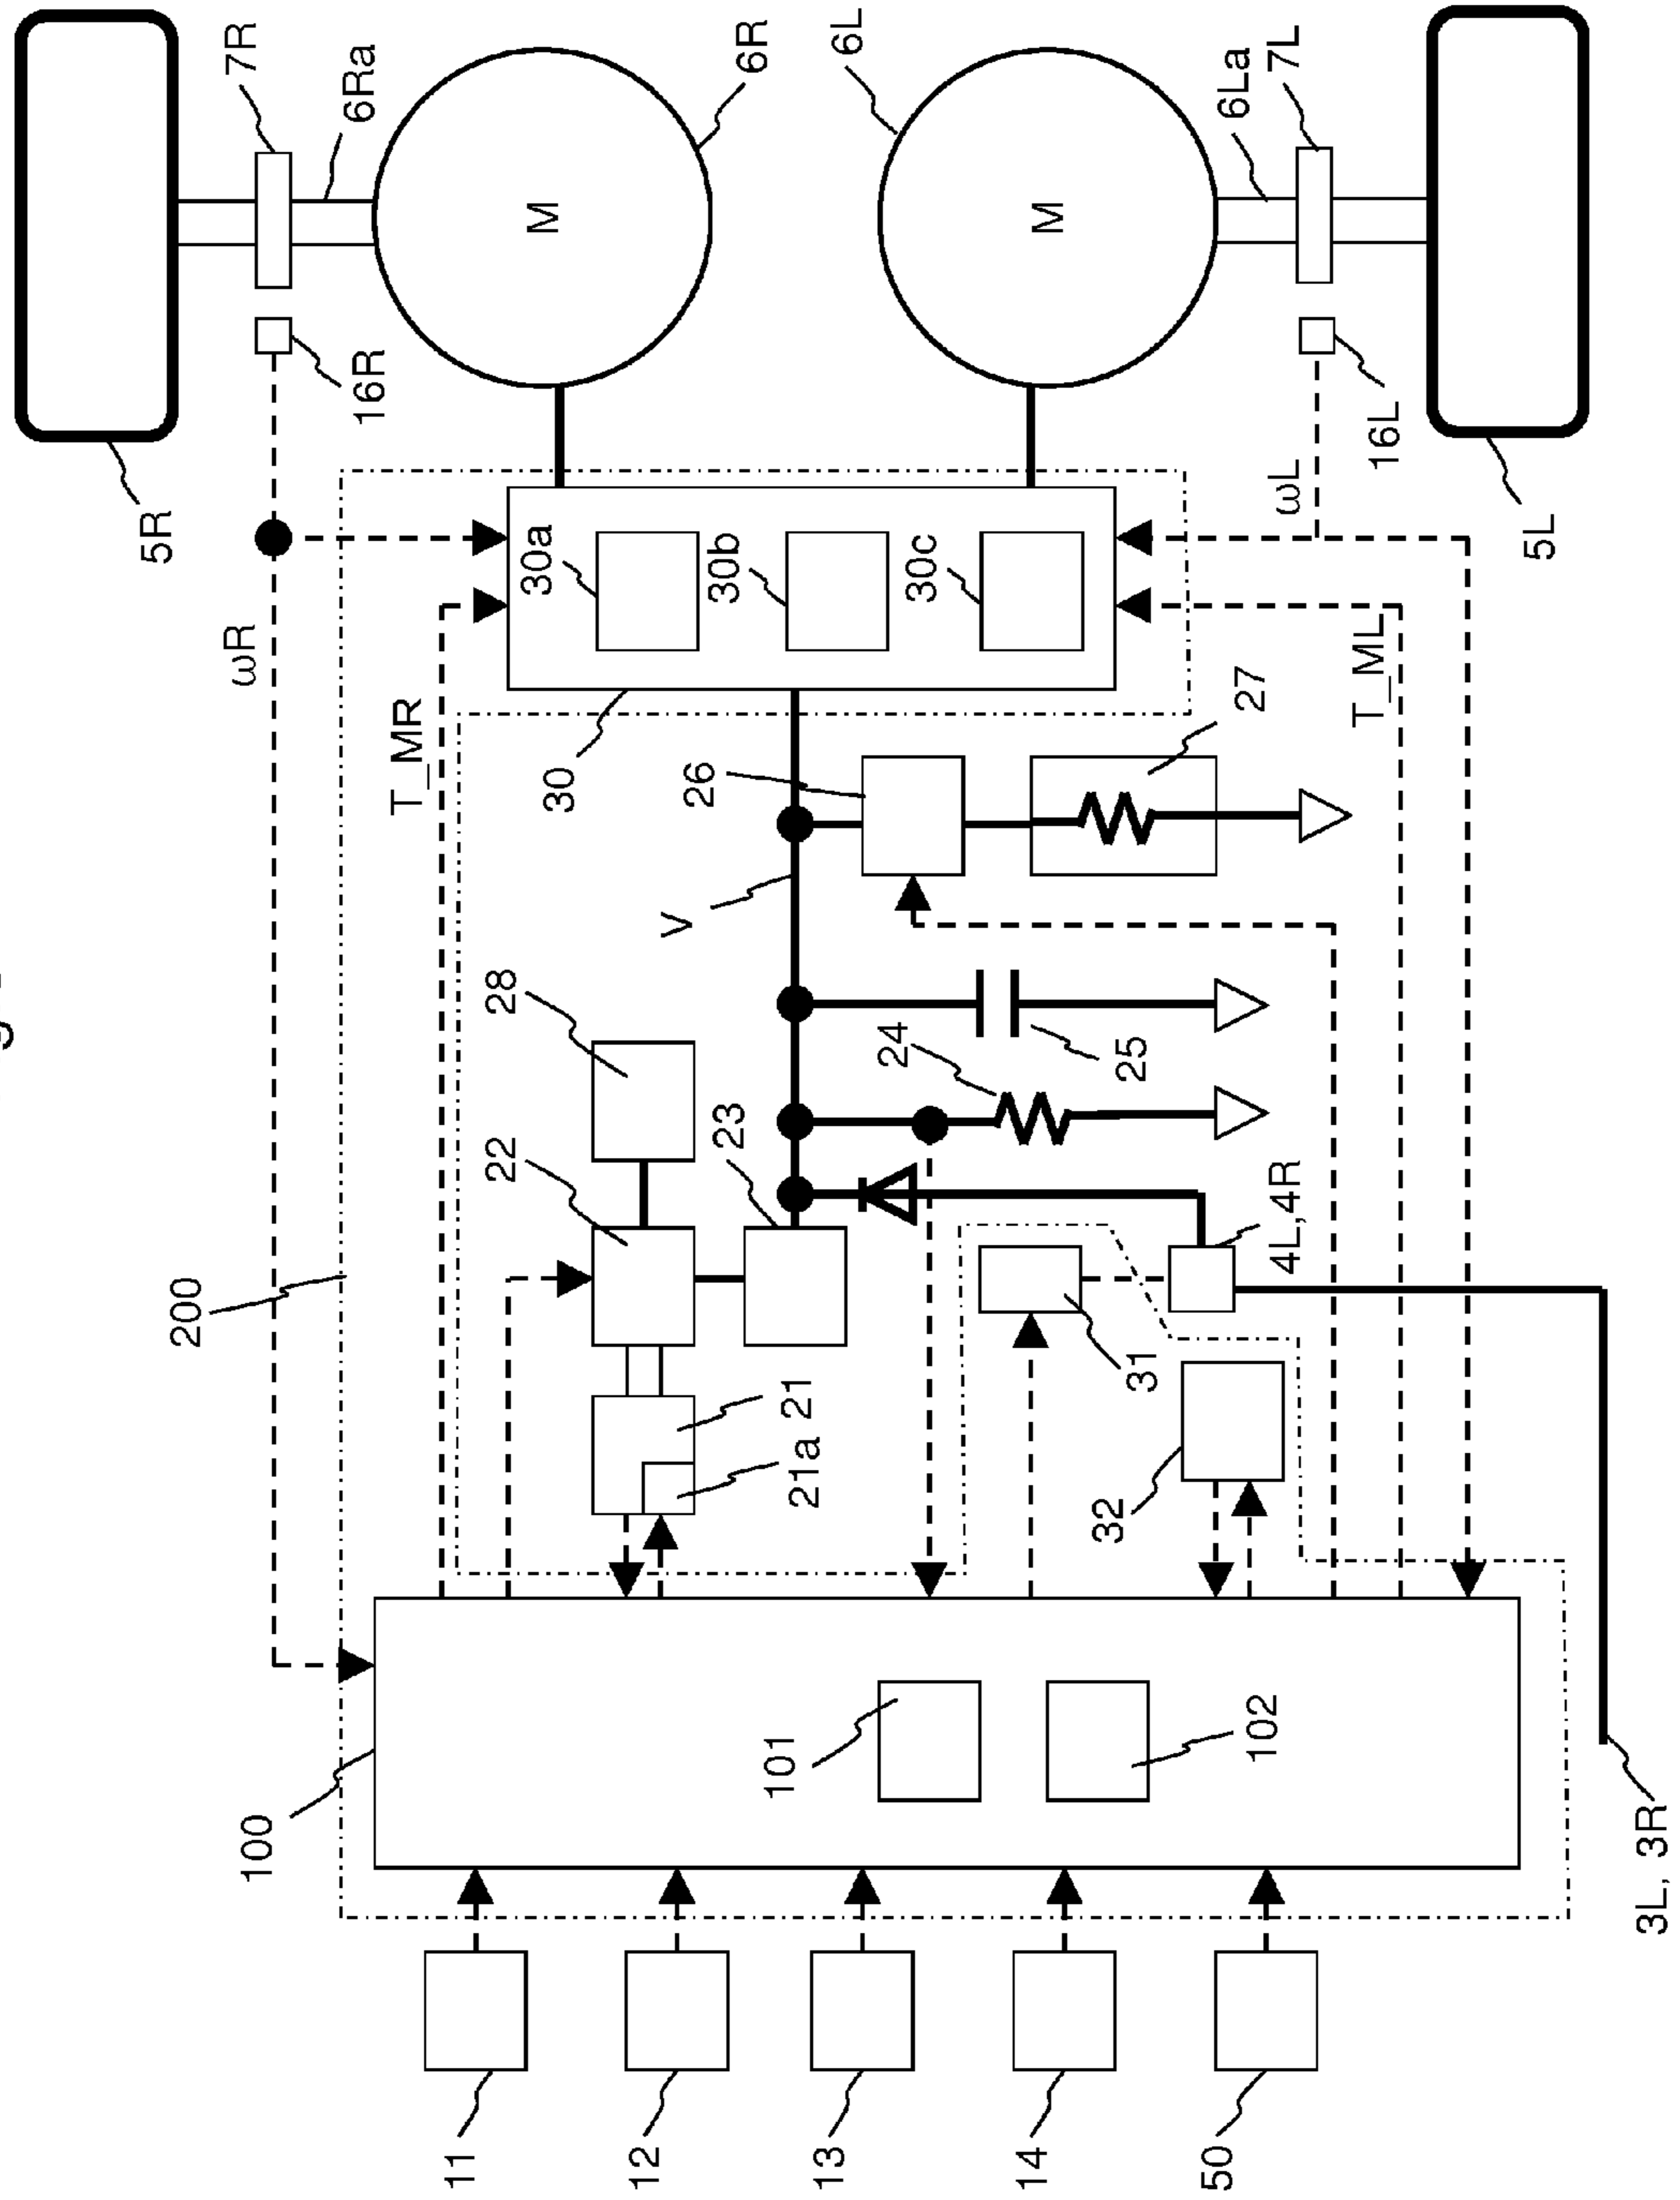 5R
7R
6Ra
16R
6R
6L
6La
7L
16L
5L
M
M
ωR
ωL
T_MR
T_ML
30a
30b
30c
30
26
27
V
28
22
23
24
25
200
21
21a
31
32
4L,4R
100
101
102
3L, 3R
11
12
13
14
50